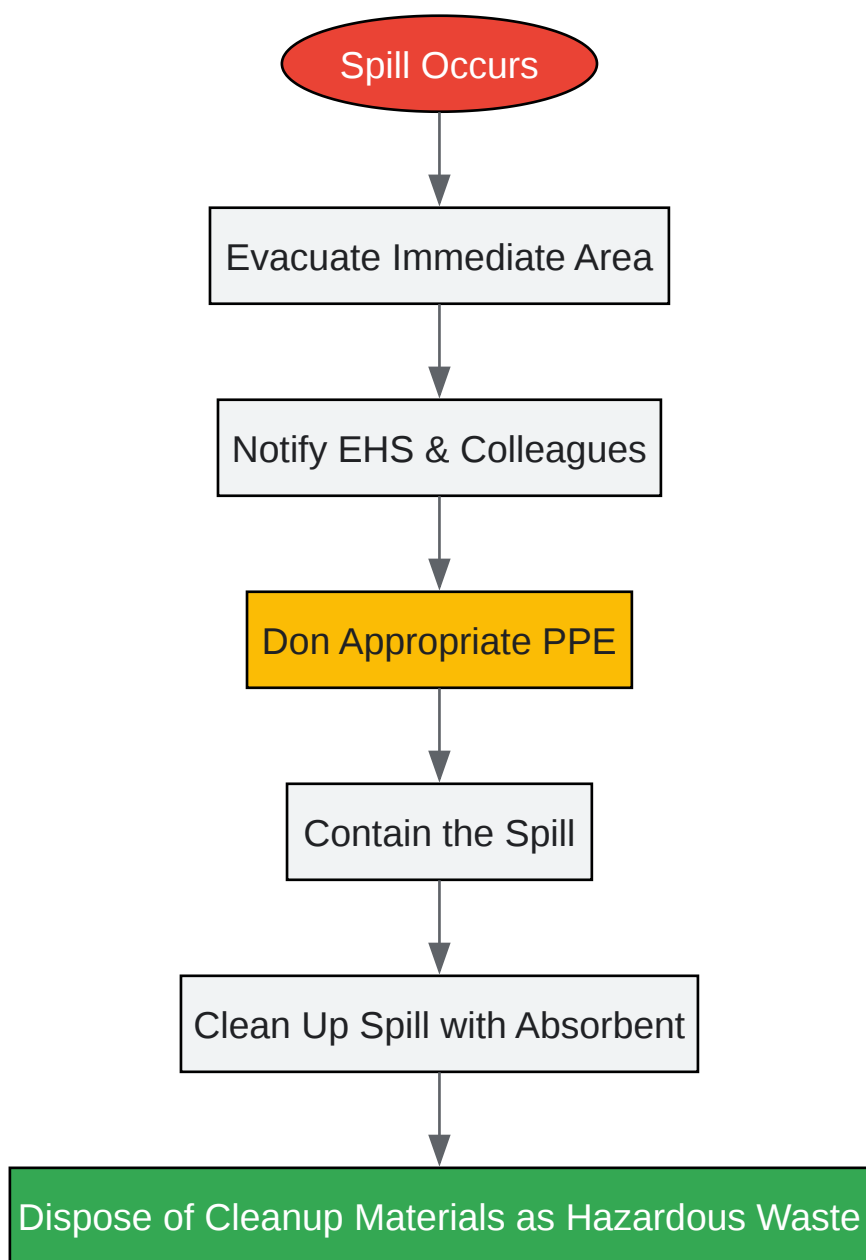 Spill Occurs
Evacuate Immediate Area
Notify EHS & Colleagues
Don Appropriate PPE
Contain the Spill
Clean Up Spill with Absorbent
Dispose of Cleanup Materials as Hazardous Waste